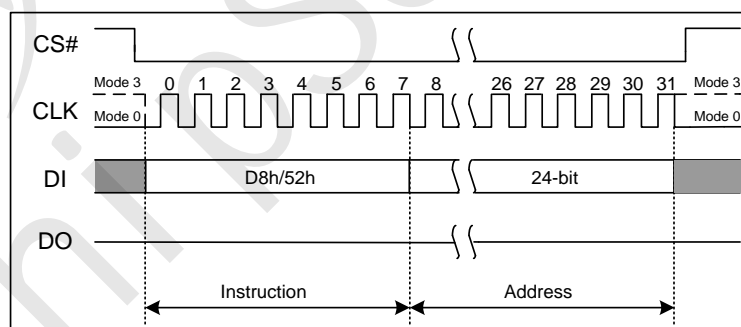 CS#
Mode 3 0 1 2 3 4 5 6 7 8 26 27 28 29 30 31 Mode 3
CLK
Mode 0 Mode 0
DI D8h/52h 24-bit
DO
Instruction Address